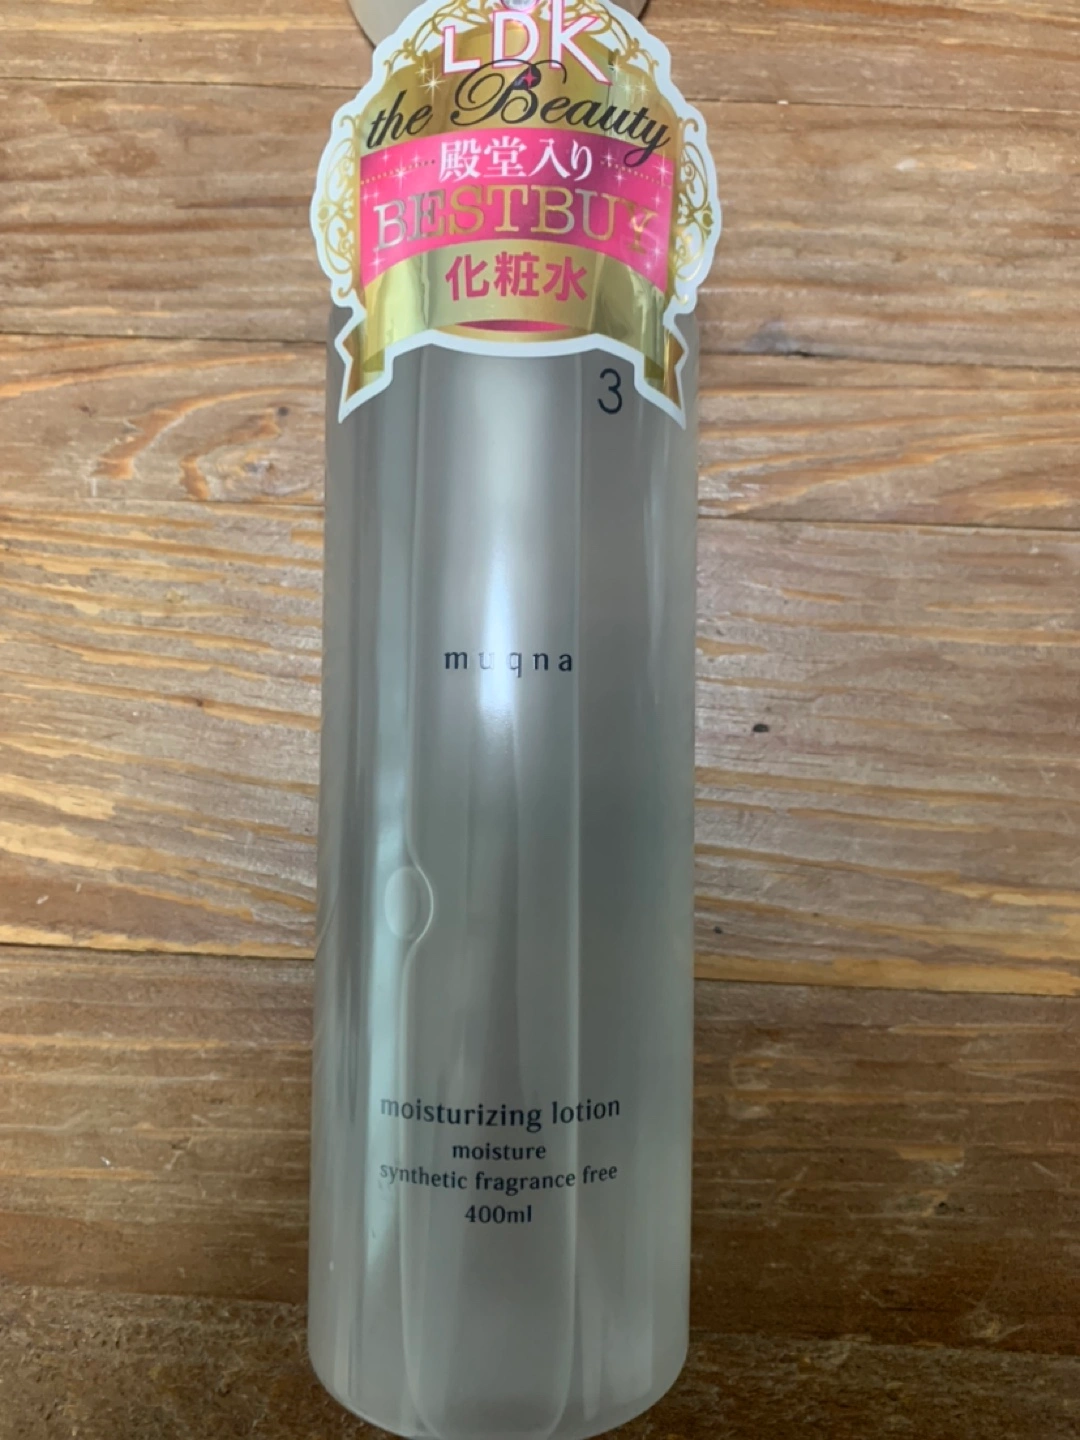 LDK
the Beauty
殿堂入り
BESTBUY
化粧水
3
muqna
moisturizing lotion
moisture
synthetic fragrance free
400ml